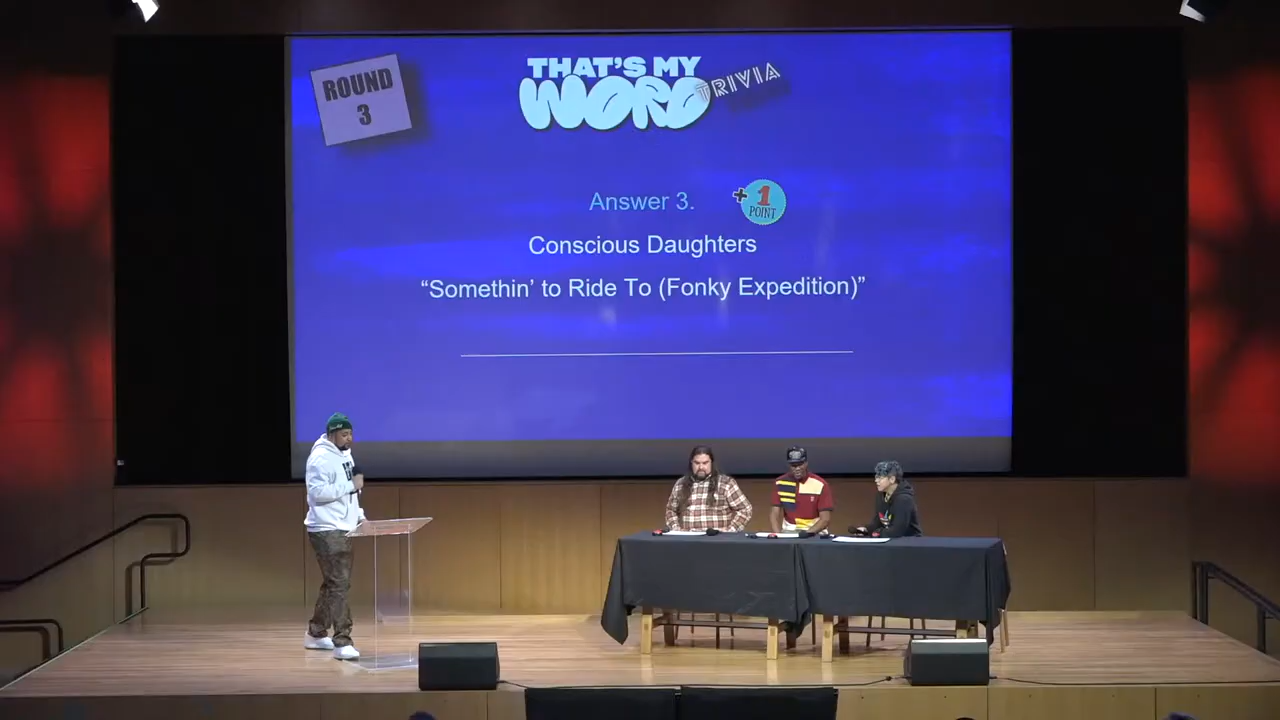 ROUND
3
THAT'S MY
WORD
TRIVIA
Answer 3.
+1
POINT
Conscious Daughters
“Somethin’ to Ride To (Fonky Expedition)”